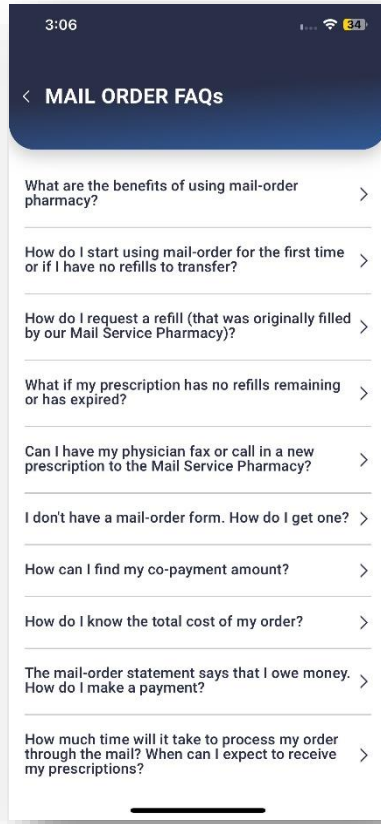 3:06
34
MAIL ORDER FAQs
What are the benefits of using mail-order
pharmacy?
How do I start using mail-order for the first time
or if I have no refills to transfer?
How do I request a refill (that was originally filled
by our Mail Service Pharmacy)?
What if my prescription has no refills remaining
or has expired?
Can I have my physician fax or call in a new
prescription to the Mail Service Pharmacy?
I don't have a mail-order form. How do I get one?
How can I find my co-payment amount?
How do I know the total cost of my order?
The mail-order statement says that I owe money.
How do I make a payment?
How much time will it take to process my order
through the mail? When can I expect to receive
my prescriptions?